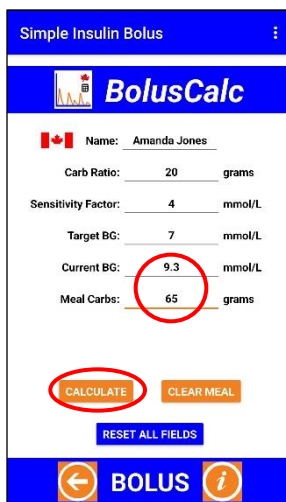 Simple Insulin Bolus
BolusCalc
Name: Amanda Jones
Carb Ratio: 20 grams
Sensitivity Factor: 4 mmol/L
Target BG: 7 mmol/L
Current BG: 9.3 mmol/L
Meal Carbs: 65 grams
CALCULATE CLEAR MEAL
RESET ALL FIELDS
BOLUS i